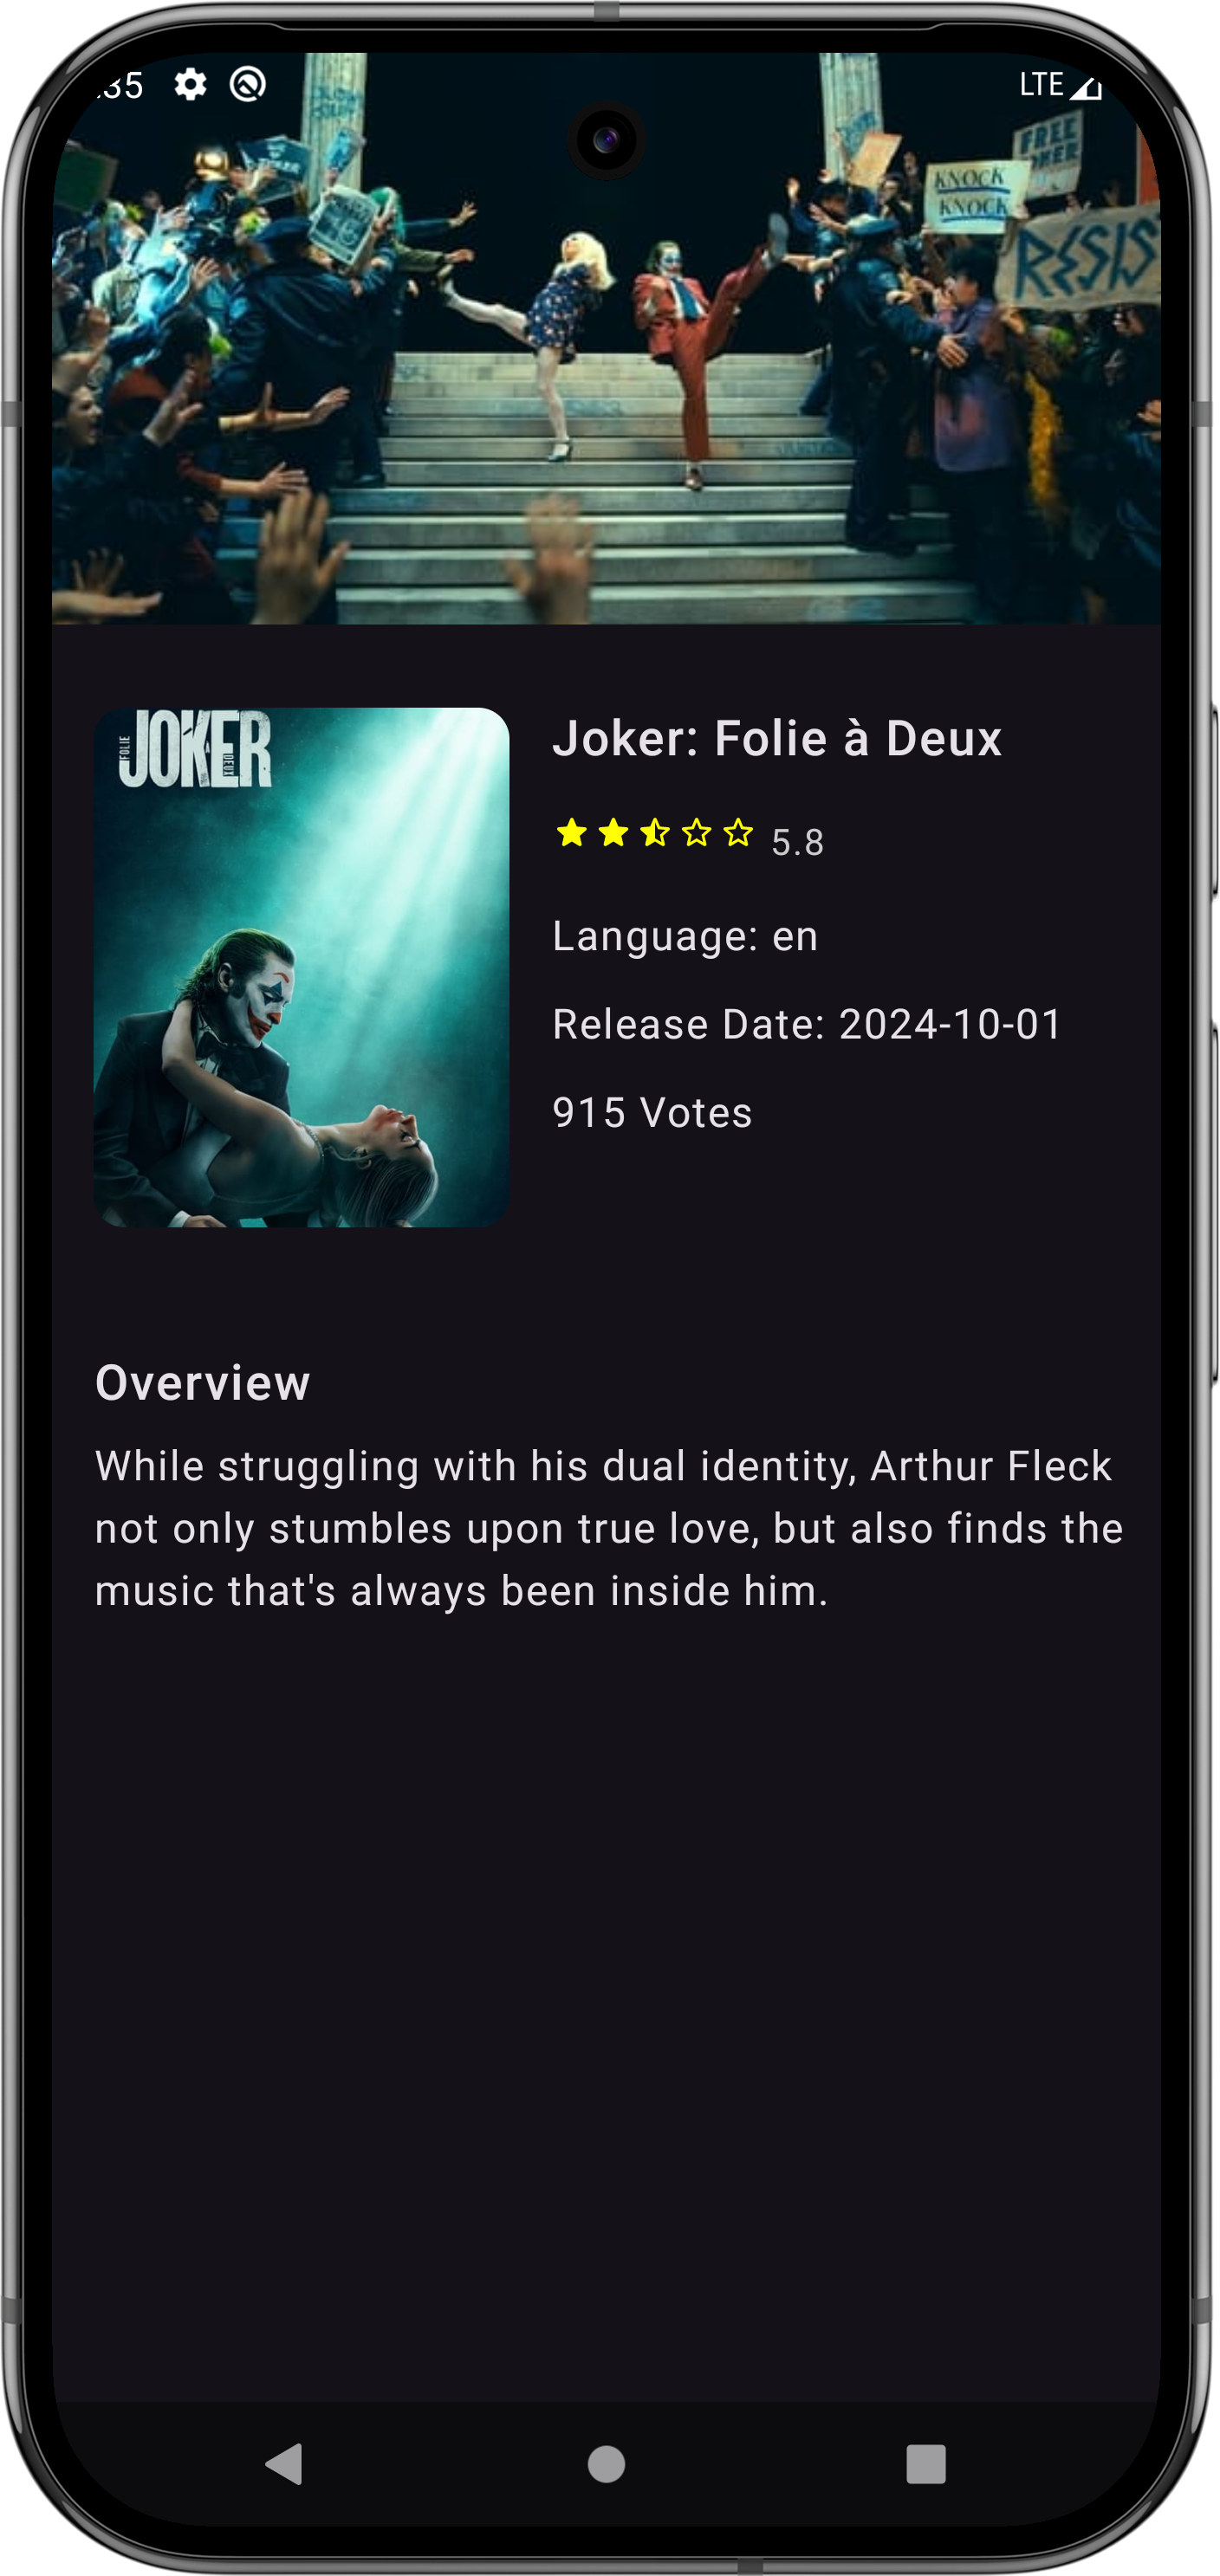 :35
LTE
FREE
JOKER
KNOCK
KNOCK
RESIS
JOKER
FOLIE
À
DEUX
Joker: Folie à Deux
5.8
Language: en
Release Date: 2024-10-01
915 Votes
Overview
While struggling with his dual identity, Arthur Fleck
not only stumbles upon true love, but also finds the
music that's always been inside him.